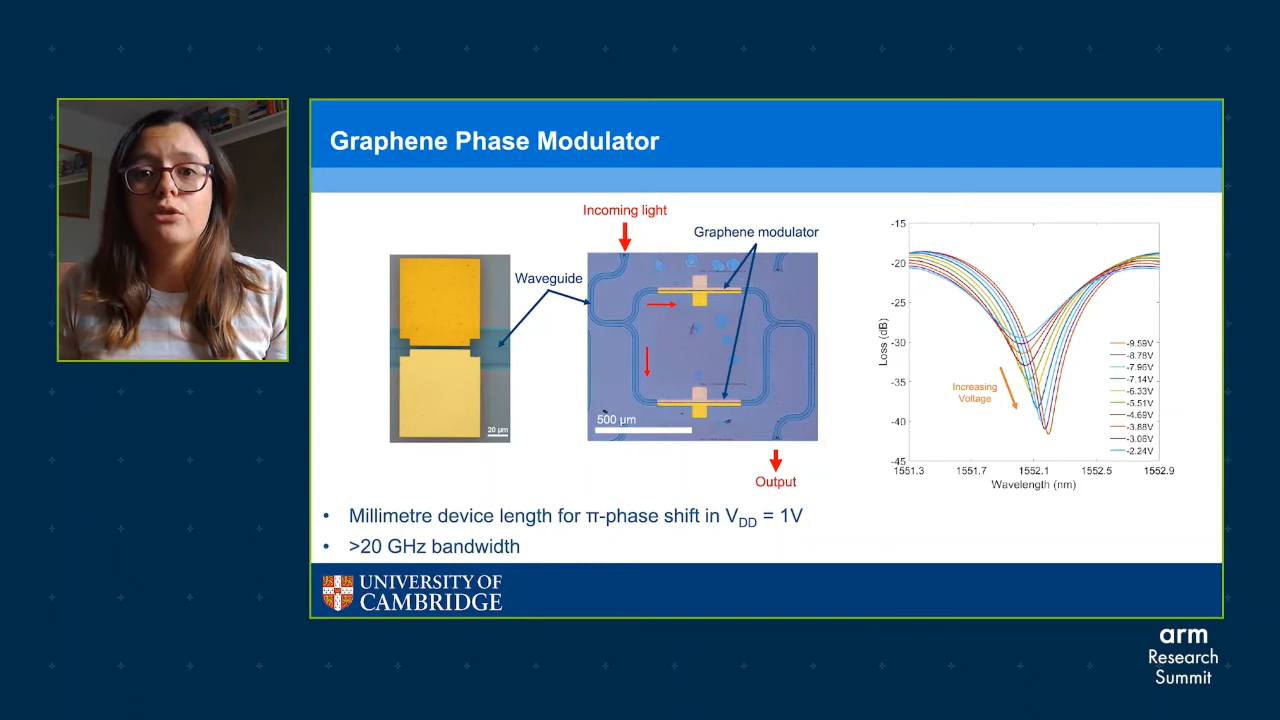 Graphene Phase Modulator
Incoming light
Graphene modulator
Waveguide
20 µm
500 µm
Output
-15
-20
-25
-30
-35
-40
-45
Loss (dB)
1551.3
1551.7
1552.1
1552.5
1552.9
Wavelength (nm)
Increasing
Voltage
-9.59V
-8.78V
-7.96V
-7.14V
-6.33V
-5.51V
-4.69V
-3.88V
-3.06V
-2.24V
• Millimetre device length for π-phase shift in VDD = 1V
• >20 GHz bandwidth
UNIVERSITY OF
CAMBRIDGE
arm
Research
Summit